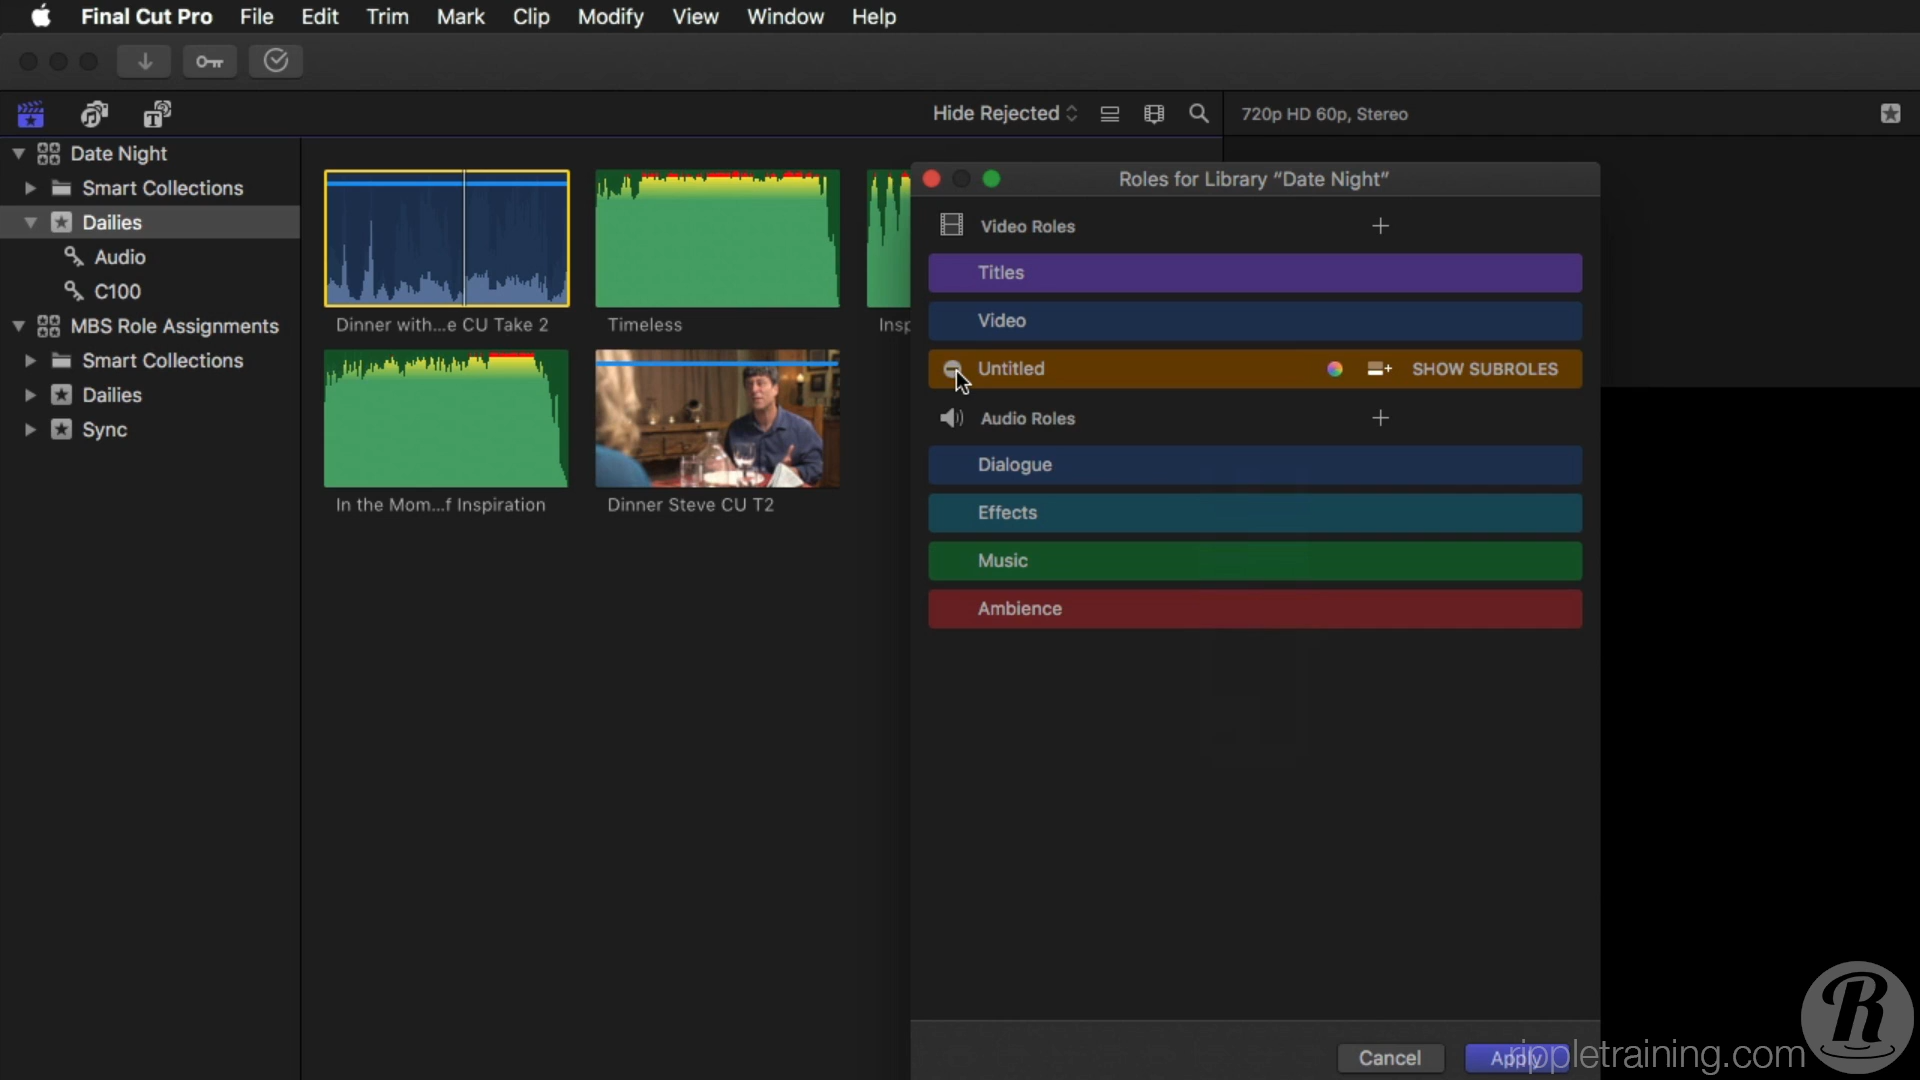 Final Cut Pro File Edit Trim Mark Clip Modify View Window Help
Hide Rejected
720p HD 60p, Stereo
Date Night
Smart Collections
Dailies
Audio
C100
MBS Role Assignments
Smart Collections
Dailies
Sync
Dinner with...e CU Take 2
Timeless
Insp
In the Mom...f Inspiration
Dinner Steve CU T2
Roles for Library “Date Night”
Video Roles
Titles
Video
Untitled
SHOW SUBROLES
Audio Roles
Dialogue
Effects
Music
Ambience
Cancel
Apply
R
rippletraining.com